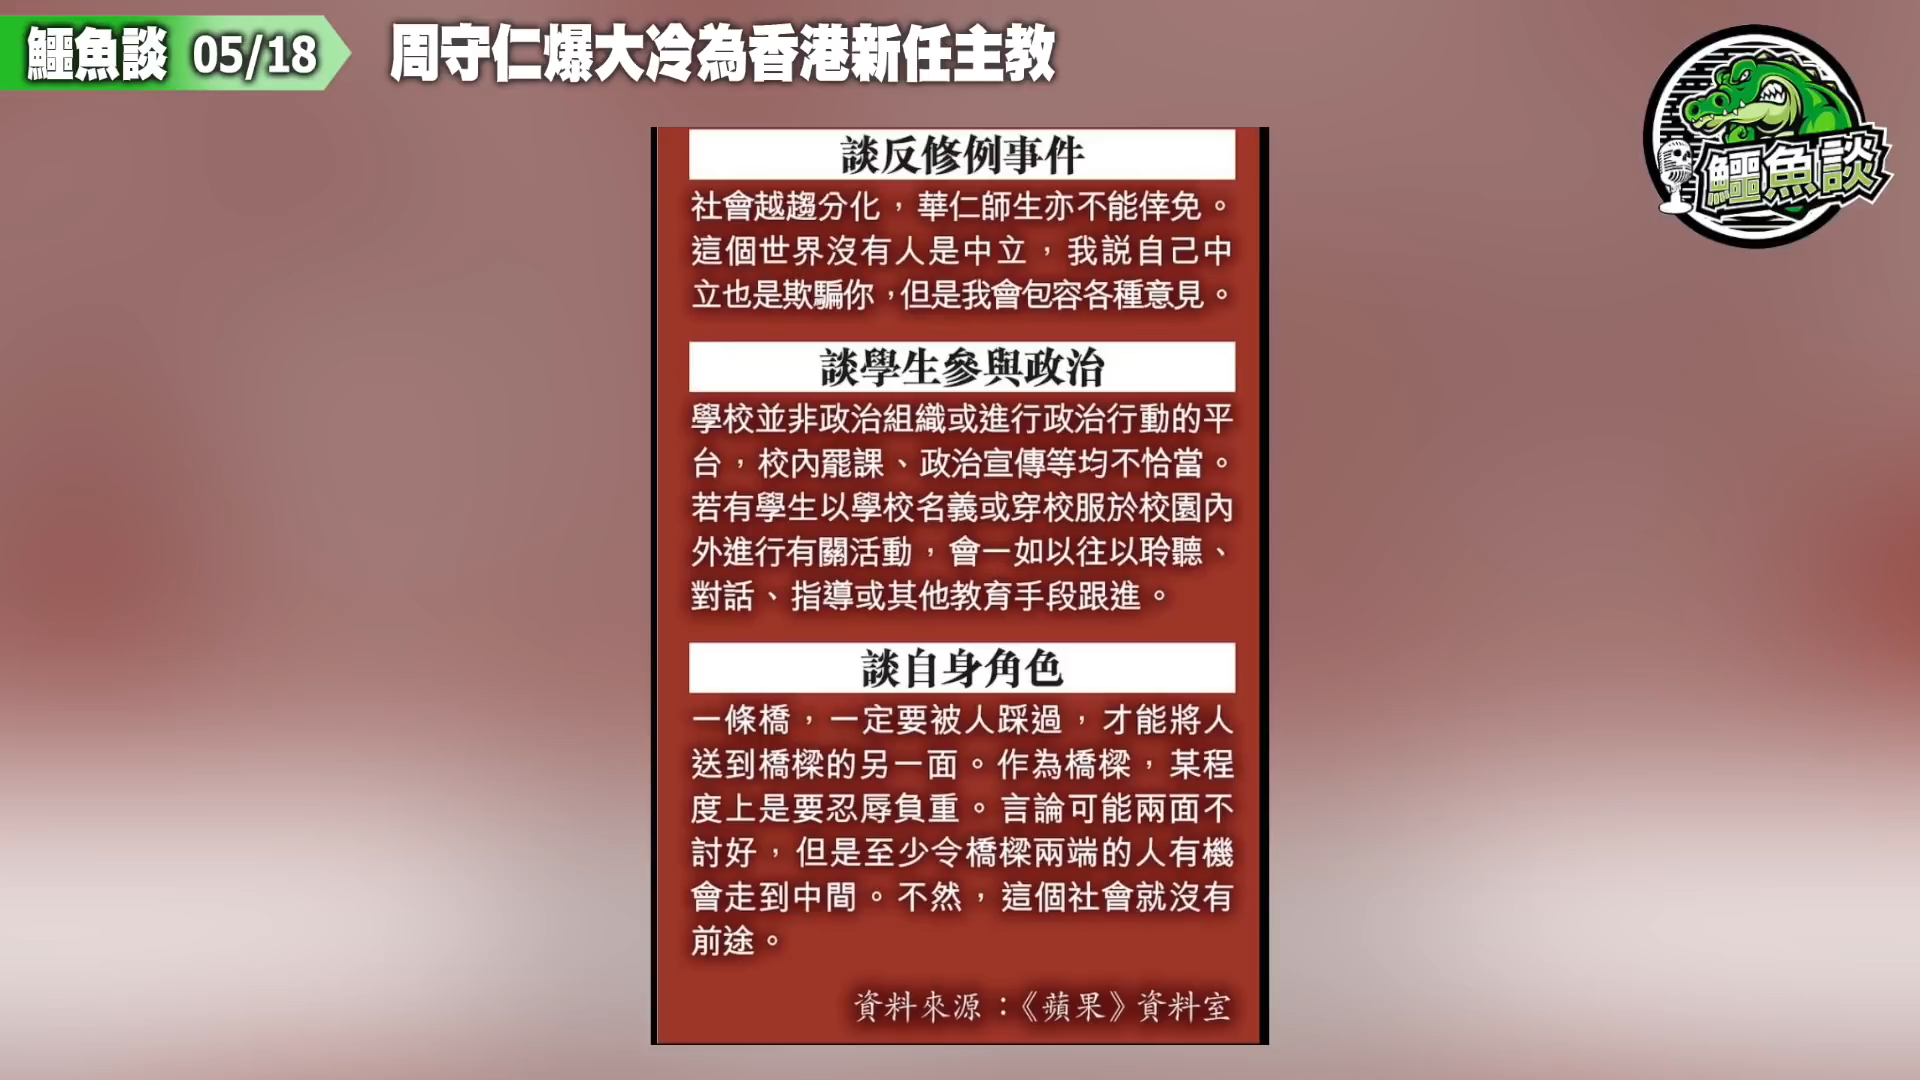 鱷魚談 05/18 周守仁爆大冷為香港新任主教
鱷魚談
談反修例事件
社會越趨分化，華仁師生亦不能倖免。
這個世界沒有人是中立，我説自己中
立也是欺騙你，但是我會包容各種意見。
談學生參與政治
學校並非政治組織或進行政治行動的平
台，校內罷課、政治宣傳等均不恰當。
若有學生以學校名義或穿校服於校園內
外進行有關活動，會一如以往以聆聽、
對話、指導或其他教育手段跟進。
談自身角色
一條橋，一定要被人踩過，才能將人
送到橋樑的另一面。作為橋樑，某程
度上是要忍辱負重。言論可能兩面不
討好，但是至少令橋樑兩端的人有機
會走到中間。不然，這個社會就沒有
前途。
資料來源：《蘋果》資料室